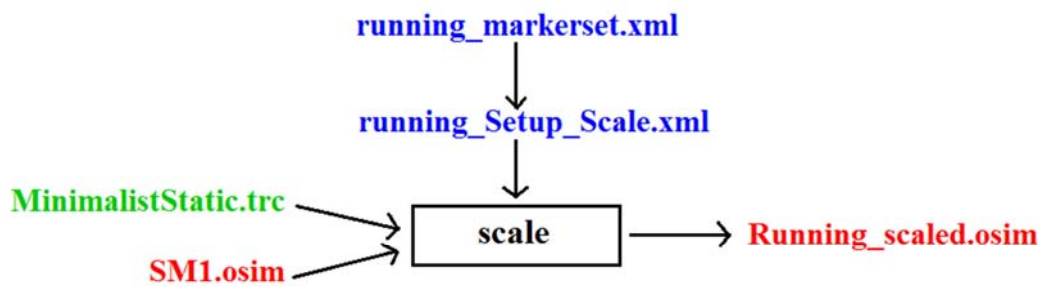 running_markerset.xml
running_Setup_Scale.xml
MinimalistStatic.trc
scale
Running_scaled.osim
SM1.osim